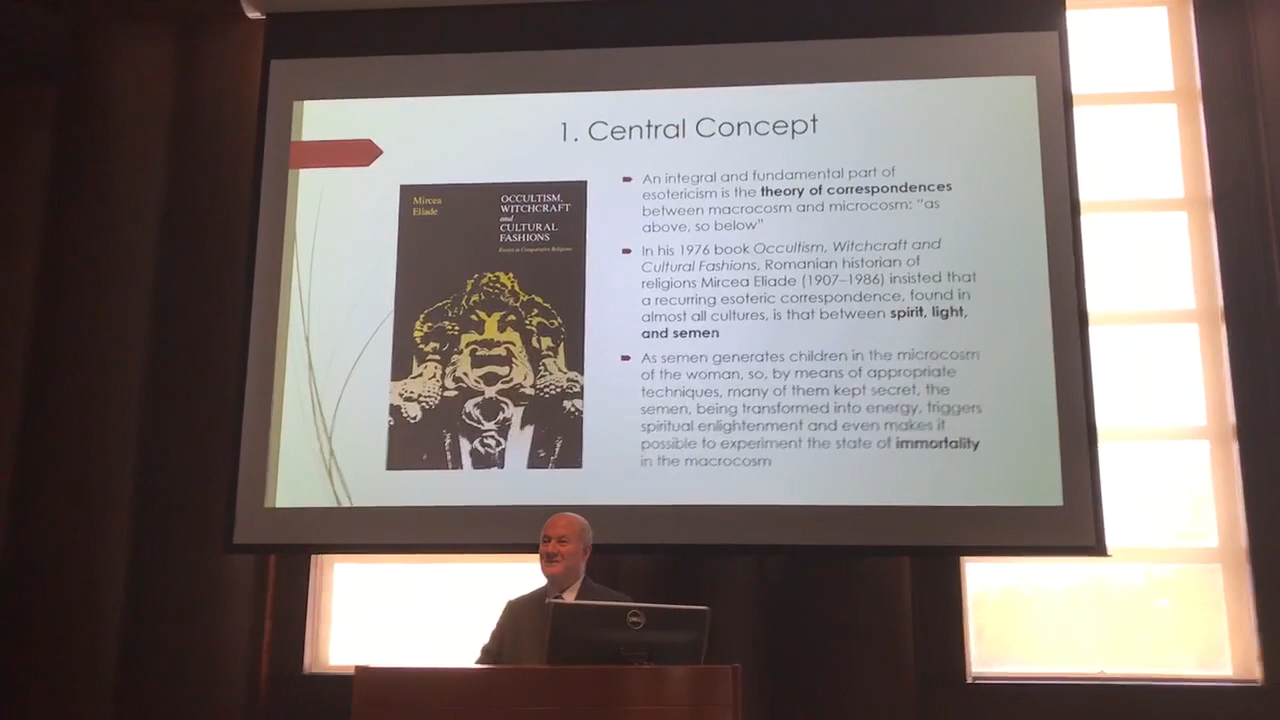 1. Central Concept
Mircea
Eliade
OCCULTISM,
WITCHCRAFT
and
CULTURAL
FASHIONS
Essays in Comparative Religions
An integral and fundamental part of
esotericism is the theory of correspondences
between macrocosm and microcosm: "as
above, so below"
In his 1976 book Occultism, Witchcraft and
Cultural Fashions, Romanian historian of
religions Mircea Eliade (1907–1986) insisted that
a recurring esoteric correspondence, found in
almost all cultures, is that between spirit, light,
and semen
As semen generates children in the microcosm
of the woman, so, by means of appropriate
techniques, many of them kept secret, the
semen, being transformed into energy, triggers
spiritual enlightenment and even makes it
possible to experiment the state of immortality
in the macrocosm
DELL